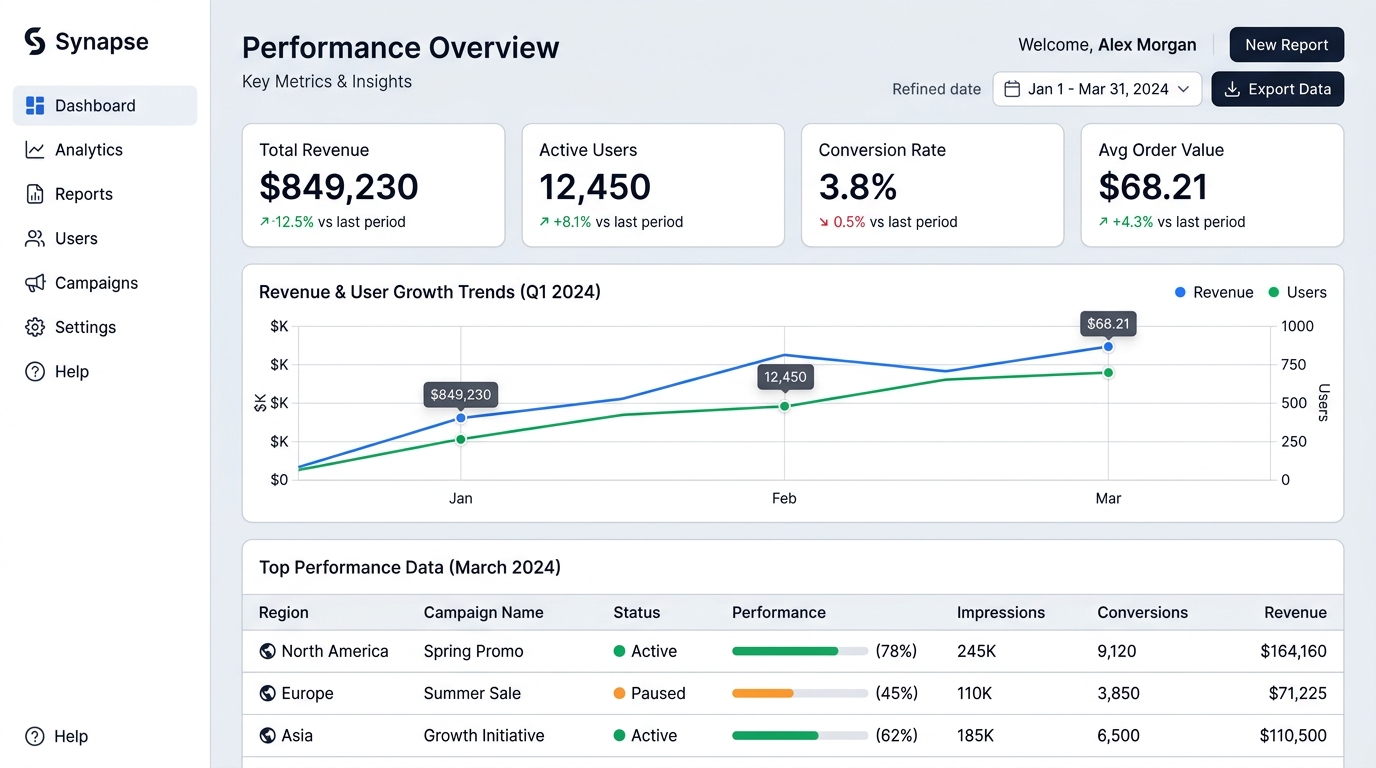 Synapse
Dashboard
Analytics
Reports
Users
Campaigns
Settings
Help
Help
Performance Overview
Key Metrics & Insights
Welcome, Alex Morgan
New Report
Refined date
Jan 1 - Mar 31, 2024
Export Data
Total Revenue
$849,230
-12.5% vs last period
Active Users
12,450
+8.1% vs last period
Conversion Rate
3.8%
0.5% vs last period
Avg Order Value
$68.21
+4.3% vs last period
Revenue & User Growth Trends (Q1 2024)
Revenue
Users
$K
$K
$K
$K
$0
$K
$849,230
12,450
$68.21
1000
750
500
250
0
Users
Jan
Feb
Mar
Top Performance Data (March 2024)
Region Campaign Name Status Performance Impressions Conversions Revenue
North America Spring Promo Active (78%) 245K 9,120 $164,160
Europe Summer Sale Paused (45%) 110K 3,850 $71,225
Asia Growth Initiative Active (62%) 185K 6,500 $110,500